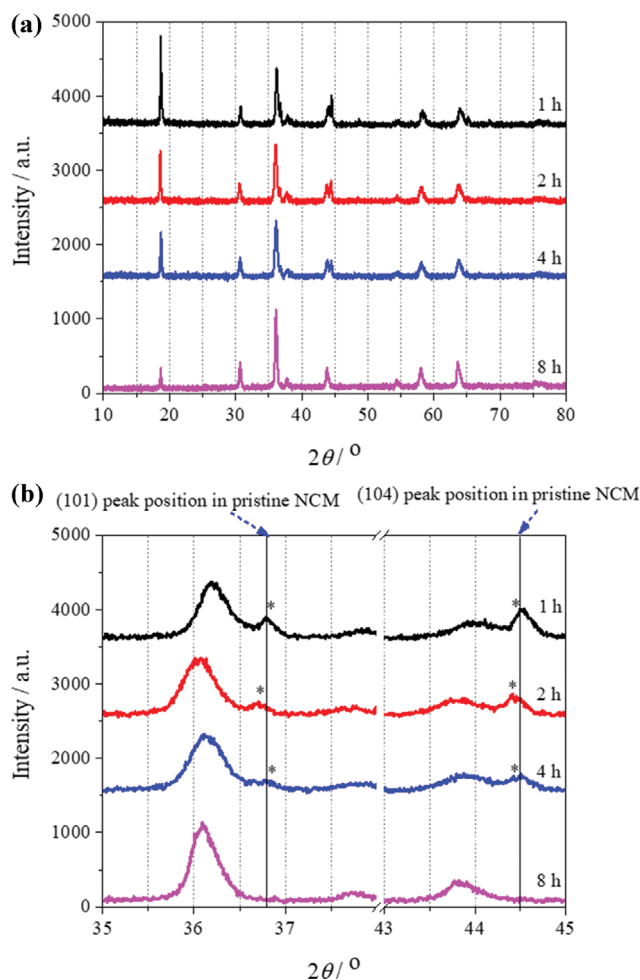 (a)
5000
4000
3000
2000
1000
0
Intensity / a.u.
1 h
2 h
4 h
8 h
10 20 30 40 50 60 70 80
2θ/ °
(b)
(101) peak position in pristine NCM
(104) peak position in pristine NCM
5000
4000
3000
2000
1000
0
Intensity / a.u.
* * 1 h
* * 2 h
* * 4 h
8 h
35 36 37 43 44 45
2θ/ °